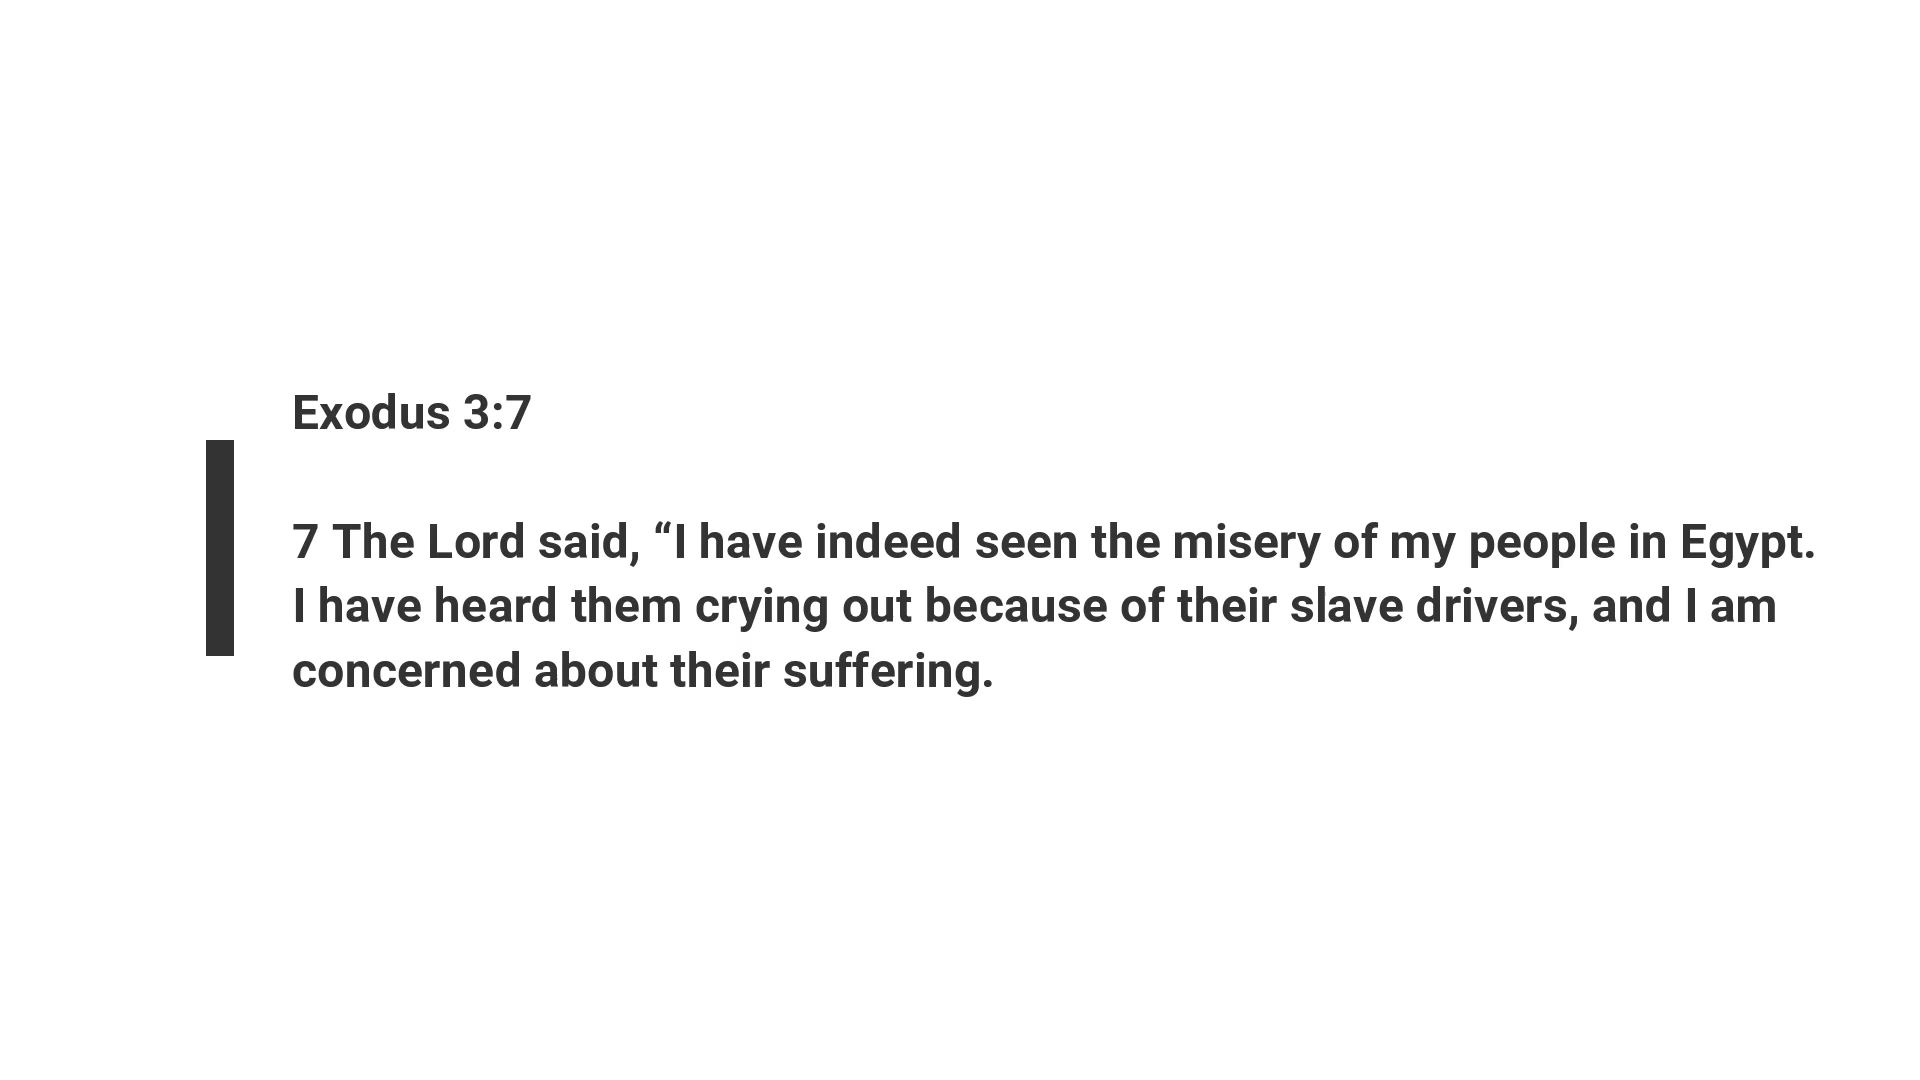 Exodus 3:7
7 The Lord said, “I have indeed seen the misery of my people in Egypt.
I have heard them crying out because of their slave drivers, and I am
concerned about their suffering.